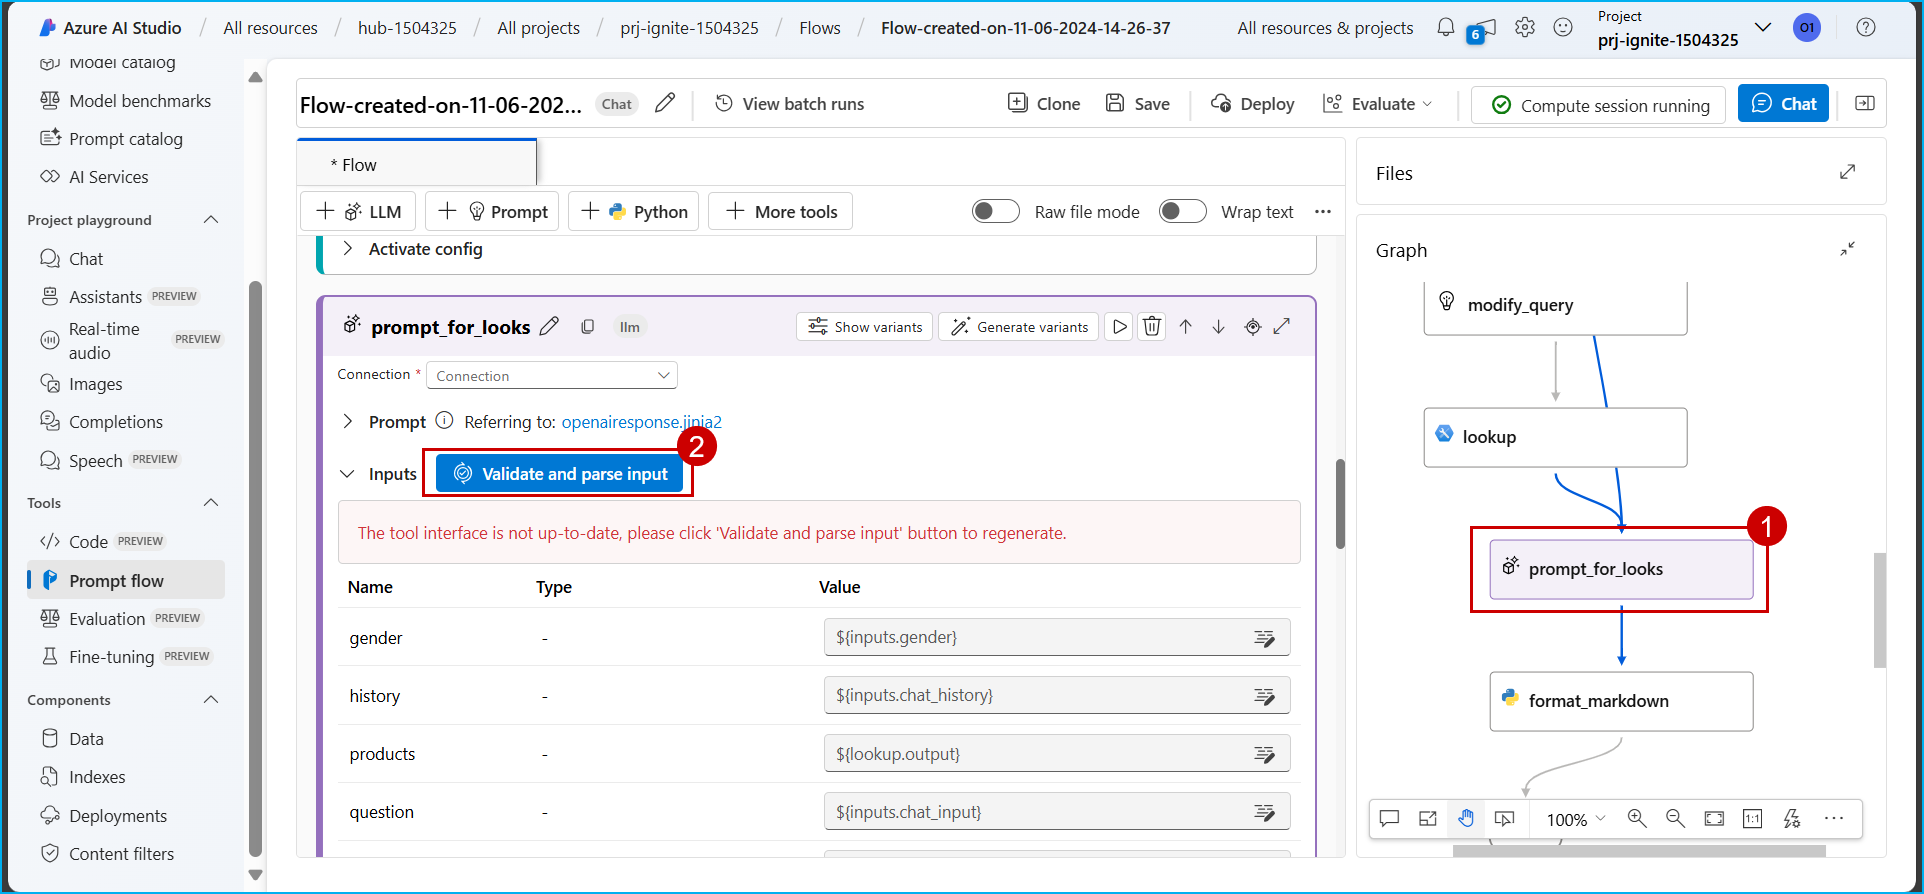 Azure AI Studio / All resources / hub-1504325 / All projects / prj-ignite-1504325 / Flows / Flow-created-on-11-06-2024-14-26-37
All resources & projects
6
Project
prj-ignite-1504325
01
Model catalog
Model benchmarks
Prompt catalog
AI Services
Project playground
Chat
Assistants PREVIEW
Real-time audio PREVIEW
Images
Completions
Speech PREVIEW
Tools
Code PREVIEW
Prompt flow
Evaluation PREVIEW
Fine-tuning PREVIEW
Components
Data
Indexes
Deployments
Content filters
Flow-created-on-11-06-202... Chat
View batch runs
Clone
Save
Deploy
Evaluate
Compute session running
Chat
* Flow
+ LLM
+ Prompt
+ Python
+ More tools
Raw file mode
Wrap text
...
Activate config
prompt_for_looks
llm
Show variants
Generate variants
Connection *
Connection
Prompt Referring to: openairesponse.jinja2
2
Inputs
Validate and parse input
The tool interface is not up-to-date, please click 'Validate and parse input' button to regenerate.
Name Type Value
gender - ${inputs.gender}
history - ${inputs.chat_history}
products - ${lookup.output}
question - ${inputs.chat_input}
Files
Graph
modify_query
lookup
1
prompt_for_looks
format_markdown
100%
1:1
...